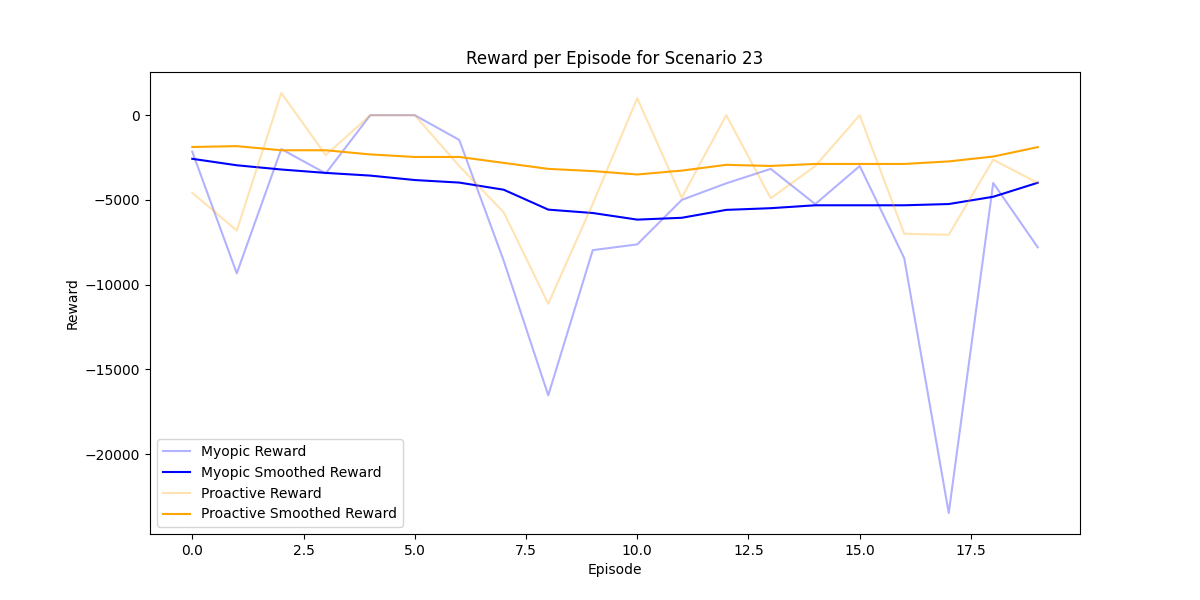 Reward per Episode for Scenario 23
Reward
0
−5000
−10000
−15000
−20000
Myopic Reward
Myopic Smoothed Reward
Proactive Reward
Proactive Smoothed Reward
0.0 2.5 5.0 7.5 10.0 12.5 15.0 17.5
Episode